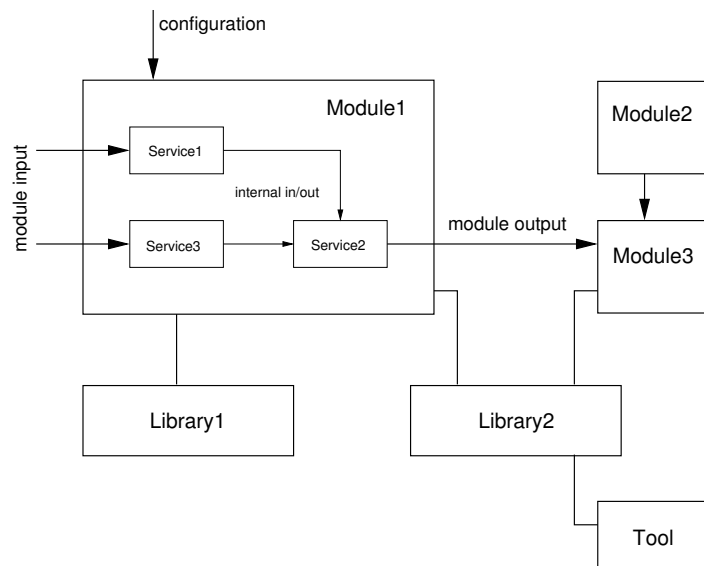 configuration
Module1
Module2
Service1
module input
internal in/out
Service3
Service2
module output
Module3
Library1
Library2
Tool